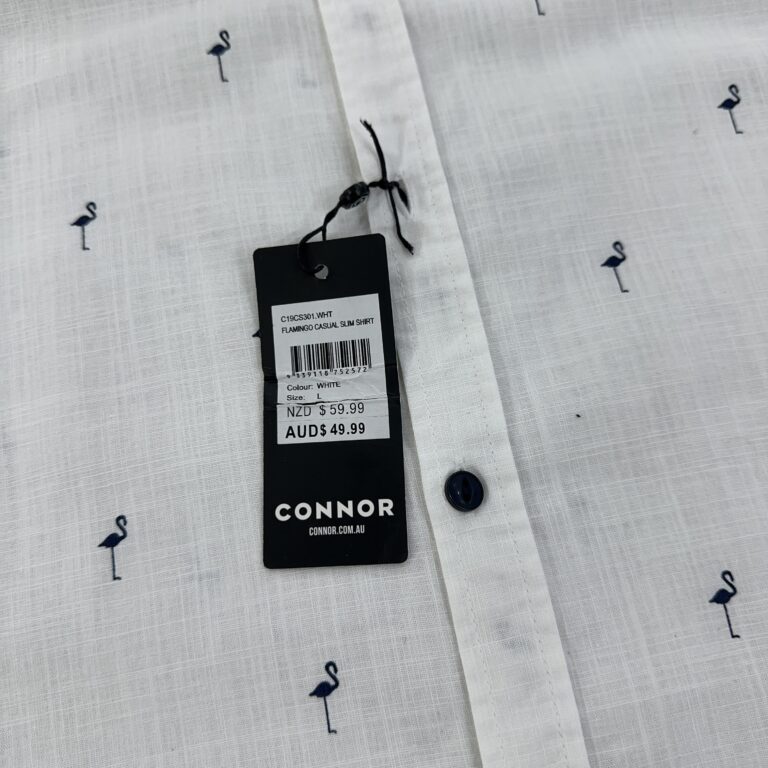 C19CS301.WHT
FLAMINGO CASUAL SLIM SHIRT
9339118752572
Colour: WHITE
Size: L
NZD $ 59.99
AUD$ 49.99
CONNOR
CONNOR.COM.AU